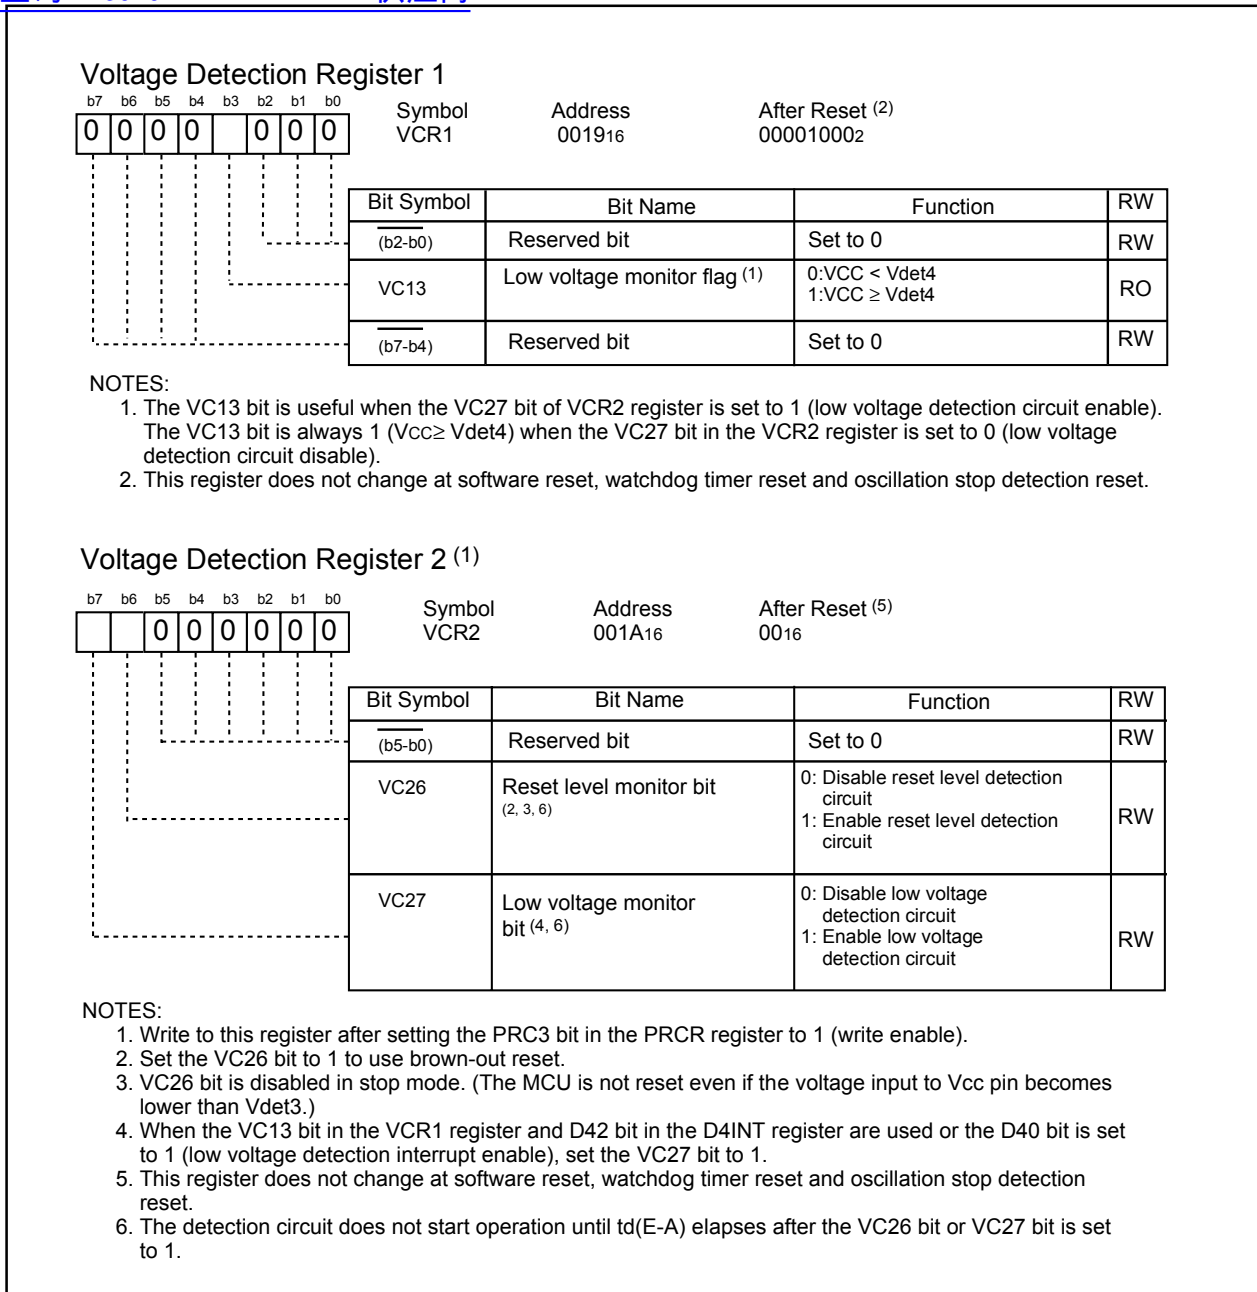 Voltage Detection Register 1
b7 b6 b5 b4 b3 b2 b1 b0
0 0 0 0 0 0 0
Symbol Address After Reset (2)
VCR1 001916 000010002
Bit Symbol Bit Name Function RW
(b2-b0) Reserved bit Set to 0 RW
VC13 Low voltage monitor flag (1) 0:VCC < Vdet4
1:VCC ≥ Vdet4 RO
(b7-b4) Reserved bit Set to 0 RW
NOTES:
1. The VC13 bit is useful when the VC27 bit of VCR2 register is set to 1 (low voltage detection circuit enable).
The VC13 bit is always 1 (VCC≥ Vdet4) when the VC27 bit in the VCR2 register is set to 0 (low voltage
detection circuit disable).
2. This register does not change at software reset, watchdog timer reset and oscillation stop detection reset.
Voltage Detection Register 2 (1)
b7 b6 b5 b4 b3 b2 b1 b0
0 0 0 0 0 0
Symbol Address After Reset (5)
VCR2 001A16 0016
Bit Symbol Bit Name Function RW
(b5-b0) Reserved bit Set to 0 RW
VC26 Reset level monitor bit
(2, 3, 6)
0: Disable reset level detection
circuit
1: Enable reset level detection
circuit
RW
VC27 Low voltage monitor
bit (4, 6)
0: Disable low voltage
detection circuit
1: Enable low voltage
detection circuit
RW
NOTES:
1. Write to this register after setting the PRC3 bit in the PRCR register to 1 (write enable).
2. Set the VC26 bit to 1 to use brown-out reset.
3. VC26 bit is disabled in stop mode. (The MCU is not reset even if the voltage input to Vcc pin becomes
lower than Vdet3.)
4. When the VC13 bit in the VCR1 register and D42 bit in the D4INT register are used or the D40 bit is set
to 1 (low voltage detection interrupt enable), set the VC27 bit to 1.
5. This register does not change at software reset, watchdog timer reset and oscillation stop detection
reset.
6. The detection circuit does not start operation until td(E-A) elapses after the VC26 bit or VC27 bit is set
to 1.